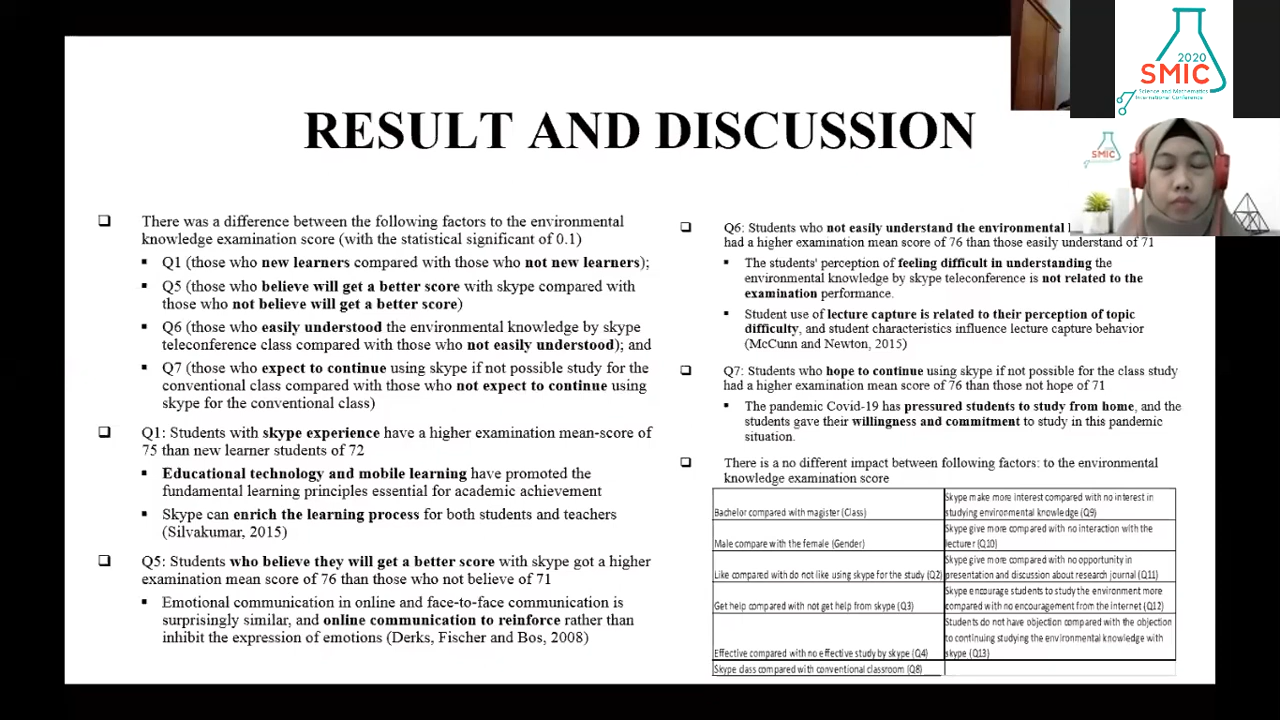 RESULT AND DISCUSSION
There was a difference between the following factors to the environmental
knowledge examination score (with the statistical significant of 0.1)
Q1 (those who new learners compared with those who not new learners);
Q5 (those who believe will get a better score with skype compared with
those who not believe will get a better score)
Q6 (those who easily understood the environmental knowledge by skype
teleconference class compared with those who not easily understood); and
Q7 (those who expect to continue using skype if not possible study for the
conventional class compared with those who not expect to continue using
skype for the conventional class)
Q1: Students with skype experience have a higher examination mean-score of
75 than new learner students of 72
Educational technology and mobile learning have promoted the
fundamental learning principles essential for academic achievement
Skype can enrich the learning process for both students and teachers
(Silvakumar, 2015)
Q5: Students who believe they will get a better score with skype got a higher
examination mean score of 76 than those who not believe of 71
Emotional communication in online and face-to-face communication is
surprisingly similar, and online communication to reinforce rather than
inhibit the expression of emotions (Derks, Fischer and Bos, 2008)
Q6: Students who not easily understand the environmental
had a higher examination mean score of 76 than those easily understand of 71
The students' perception of feeling difficult in understanding the
environmental knowledge by skype teleconference is not related to the
examination performance.
Student use of lecture capture is related to their perception of topic
difficulty, and student characteristics influence lecture capture behavior
(McCunn and Newton, 2015)
Q7: Students who hope to continue using skype if not possible for the class study
had a higher examination mean score of 76 than those not hope of 71
The pandemic Covid-19 has pressured students to study from home, and the
students gave their willingness and commitment to study in this pandemic
situation.
There is a no different impact between following factors: to the environmental
knowledge examination score
Bachelor compared with magister (Class)
Skype make more interest compared with no interest in
studying environmental knowledge (Q9)
Male compare with the female (Gender)
Skype give more compared with no interaction with the
lecturer (Q10)
Like compared with do not like using skype for the study (Q2)
Skype give more compared with no opportunity in
presentation and discussion about research journal (Q11)
Get help compared with not get help from skype (Q3)
Skype encourage students to study the environment more
compared with no encouragement from the internet (Q12)
Effective compared with no effective study by skype (Q4)
Students do not have objection compared with the objection
to continuing studying the environmental knowledge with
skype (Q13)
Skype class compared with conventional classroom (Q8)
2020
SMIC
Science and Mathematics
International Conference
SMIC